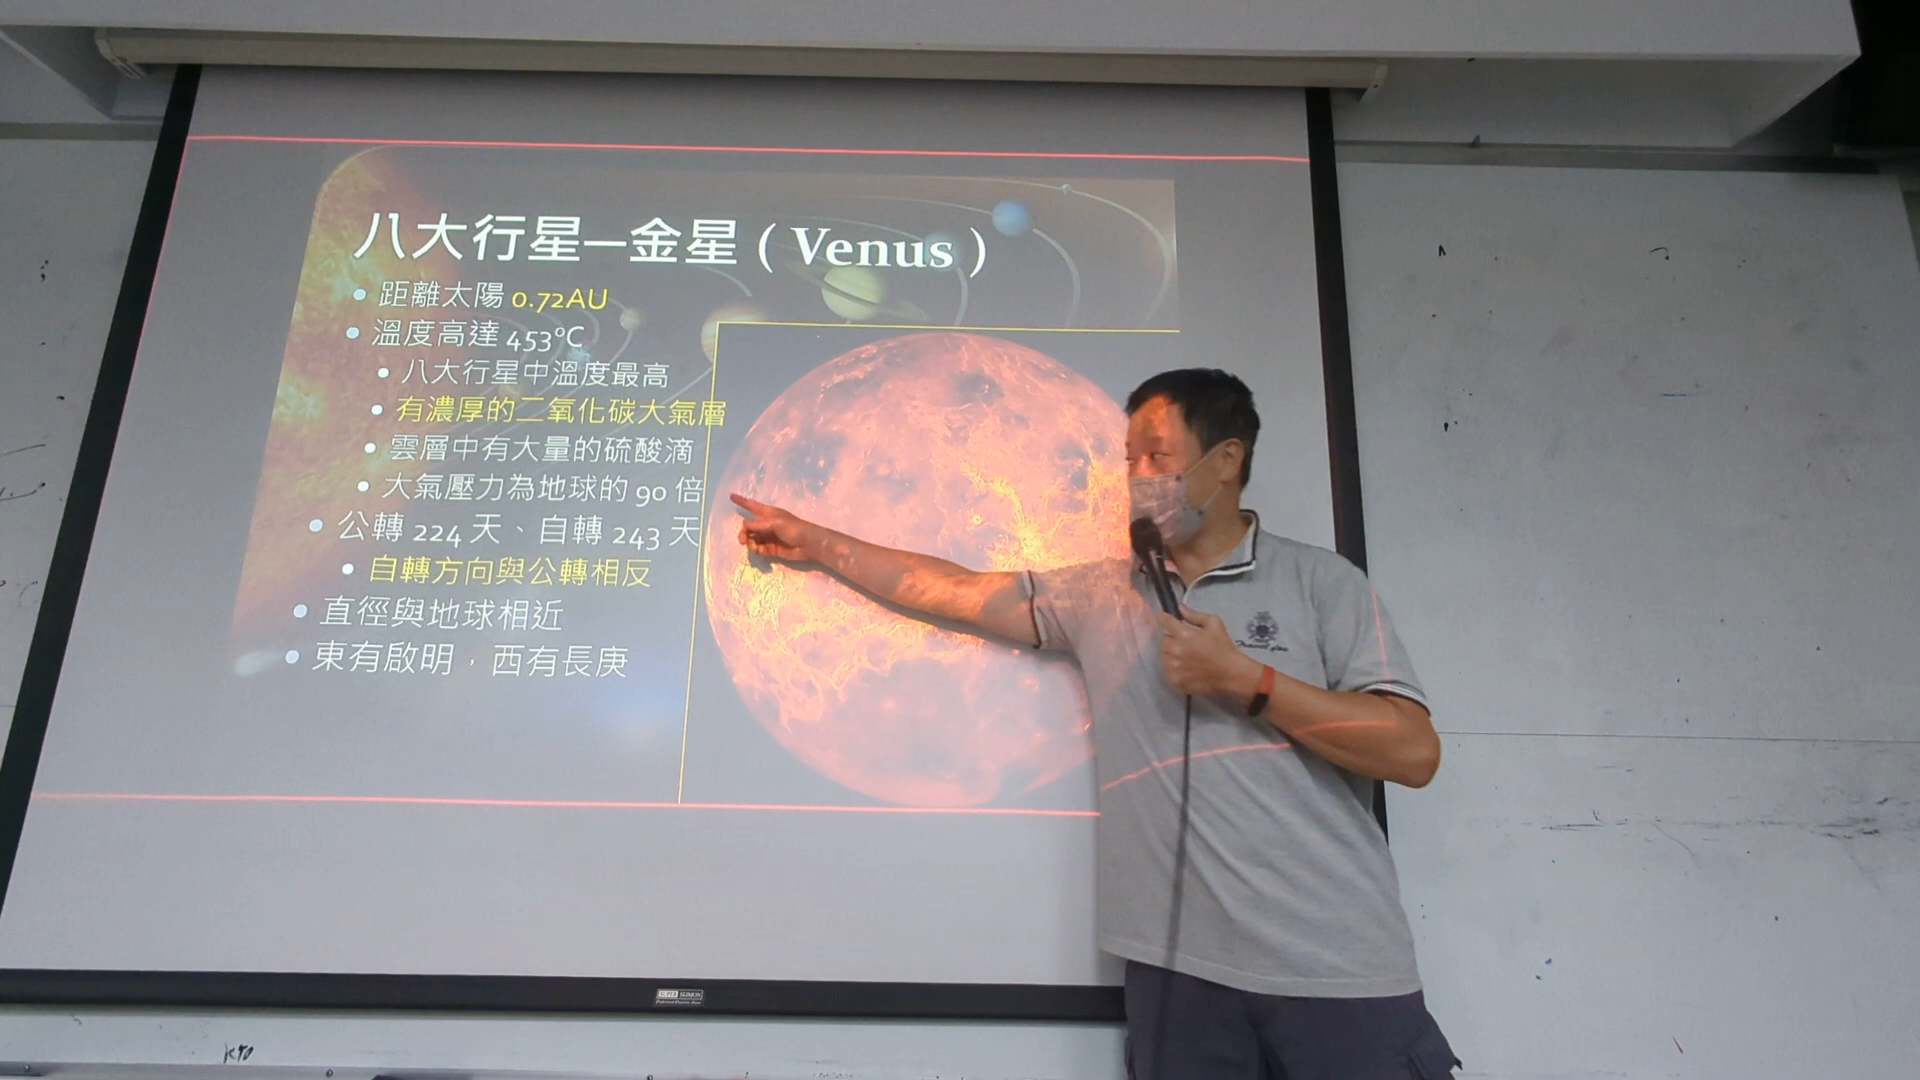 八大行星—金星(Venus)
距離太陽 0.72AU
溫度高達 453°C
八大行星中溫度最高
有濃厚的二氧化碳大氣層
雲層中有大量的硫酸滴
大氣壓力為地球的 90 倍
公轉 224 天、自轉 243 天
自轉方向與公轉相反
直徑與地球相近
東有啟明，西有長庚